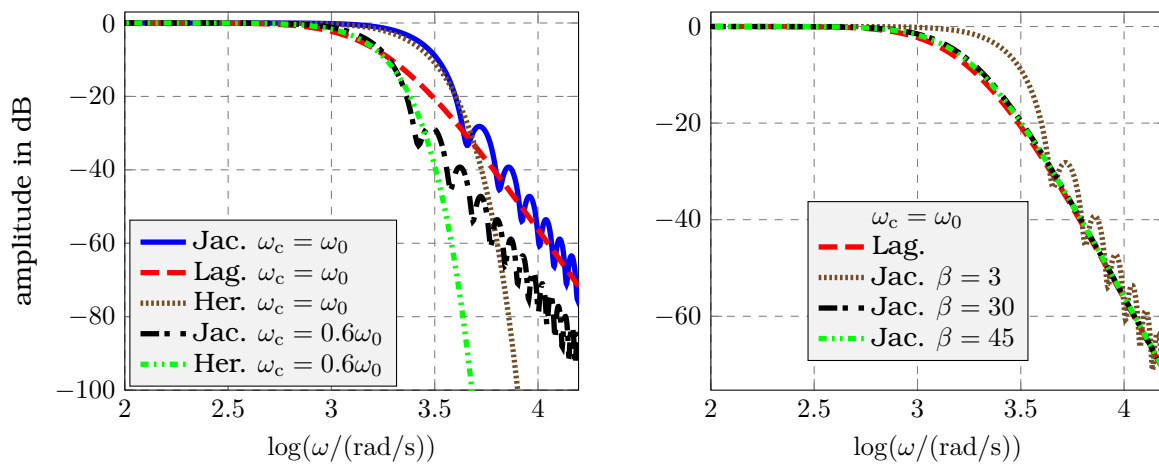 amplitude in dB
0
−20
−40
−60
−80
−100
2
2.5
3
3.5
4
log(ω/(rad/s))
Jac. ωc = ω0
Lag. ωc = ω0
Her. ωc = ω0
Jac. ωc = 0.6ω0
Her. ωc = 0.6ω0
0
−20
−40
−60
2
2.5
3
3.5
4
log(ω/(rad/s))
ωc = ω0
Lag.
Jac. β = 3
Jac. β = 30
Jac. β = 45